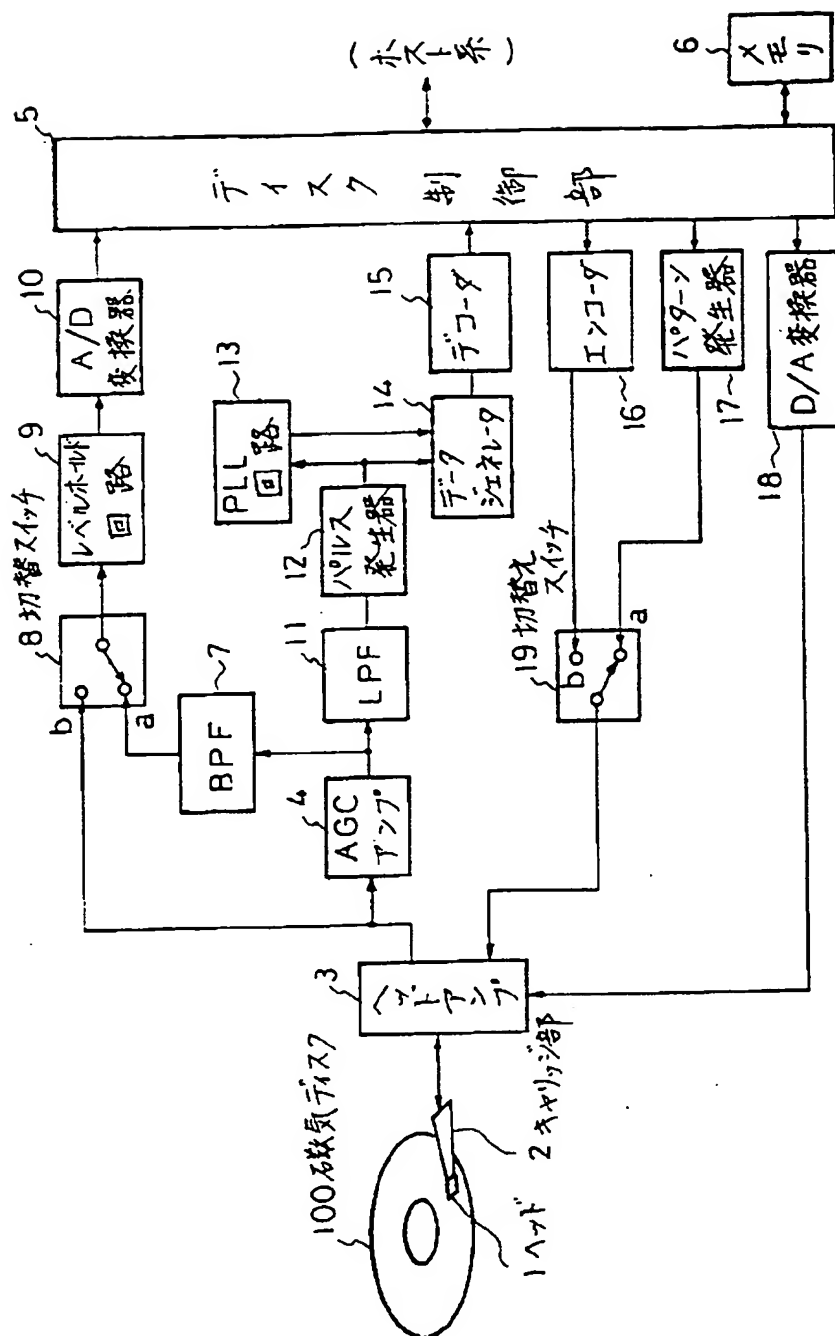 100磁気ディスク
1ヘッド
2キャリッジ部
3
ヘッドアンプ
4
AGC
アンプ
7
BPF
8切替スイッチ
b
a
9
レベルホールド
回路
10
A/D
変換器
11
LPF
12
パルス
発生器
13
PLL
回路
14
データ
ジェネレータ
15
デコーダ
5
ディスク制御部
(ホスト系)
6
メモリ
エンコーダ
16
パターン
発生器
17
D/A変換器
18
19切替え
スイッチ
b
a